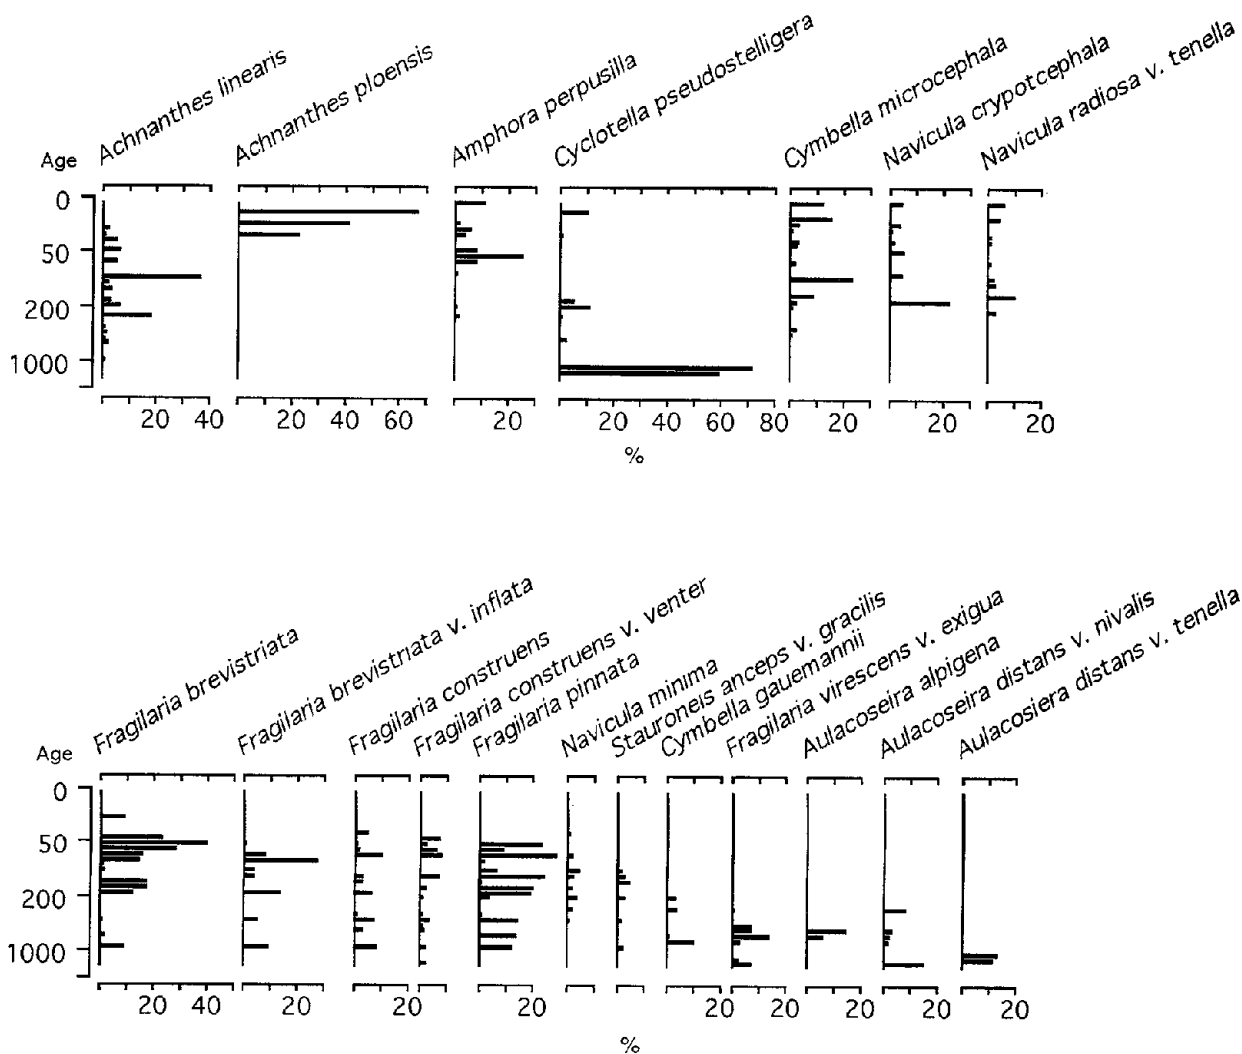 Achnanthes linearis
Achnanthes ploensis
Amphora perpusilla
Cyclotella pseudostelligera
Cymbella microcephala
Navicula crypotcephala
Navicula radiosa v. tenella
Age
0
50
200
1000
20 40 20 40 60 20 20 40 60 80 20 20 20
%
Fragilaria brevistriata
Fragilaria brevistriata v. inflata
Fragilaria construens
Fragilaria construens v. venter
Fragilaria pinnata
Navicula minima
Stauroneis anceps v. gracilis
Cymbella gauemannii
Fragilaria virescens v. exigua
Aulacoseira alpigena
Aulacoseira distans v. nivalis
Aulacosiera distans v. tenella
Age
0
50
200
1000
20 40 20 20 20 20 20 20 20 20
%